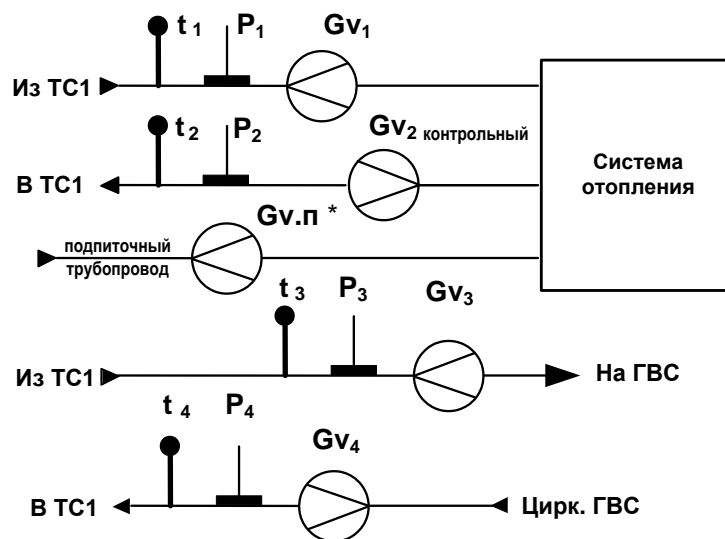 t 1 P1 Gv1
Из ТС1
t 2 P2 Gv2 контрольный
В ТС1
Система
отопления
Gv.п *
подпиточный
трубопровод
t 3 P3 Gv3
Из ТС1
На ГВС
t 4 P4 Gv4
В ТС1
Цирк. ГВС